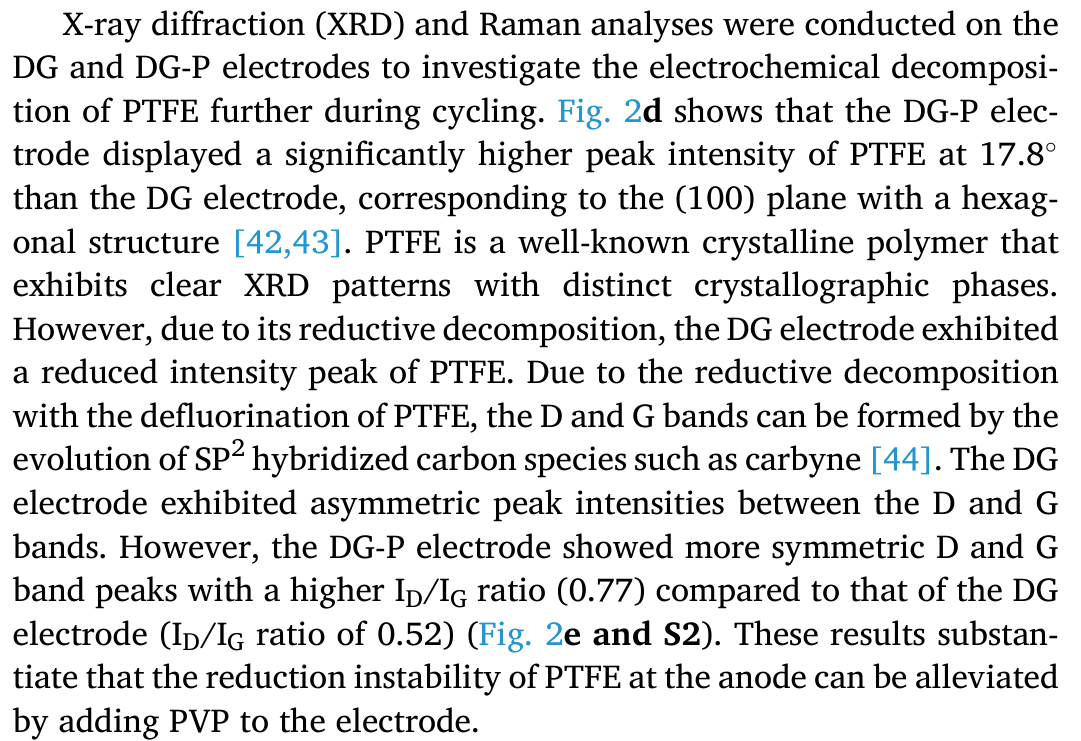 X-ray diffraction (XRD) and Raman analyses were conducted on the
DG and DG-P electrodes to investigate the electrochemical decomposi-
tion of PTFE further during cycling. Fig. 2d shows that the DG-P elec-
trode displayed a significantly higher peak intensity of PTFE at 17.8°
than the DG electrode, corresponding to the (100) plane with a hexag-
onal structure [42,43]. PTFE is a well-known crystalline polymer that
exhibits clear XRD patterns with distinct crystallographic phases.
However, due to its reductive decomposition, the DG electrode exhibited
a reduced intensity peak of PTFE. Due to the reductive decomposition
with the defluorination of PTFE, the D and G bands can be formed by the
evolution of SP² hybridized carbon species such as carbyne [44]. The DG
electrode exhibited asymmetric peak intensities between the D and G
bands. However, the DG-P electrode showed more symmetric D and G
band peaks with a higher I_D/I_G ratio (0.77) compared to that of the DG
electrode (I_D/I_G ratio of 0.52) (Fig. 2e and S2). These results substan-
tiate that the reduction instability of PTFE at the anode can be alleviated
by adding PVP to the electrode.